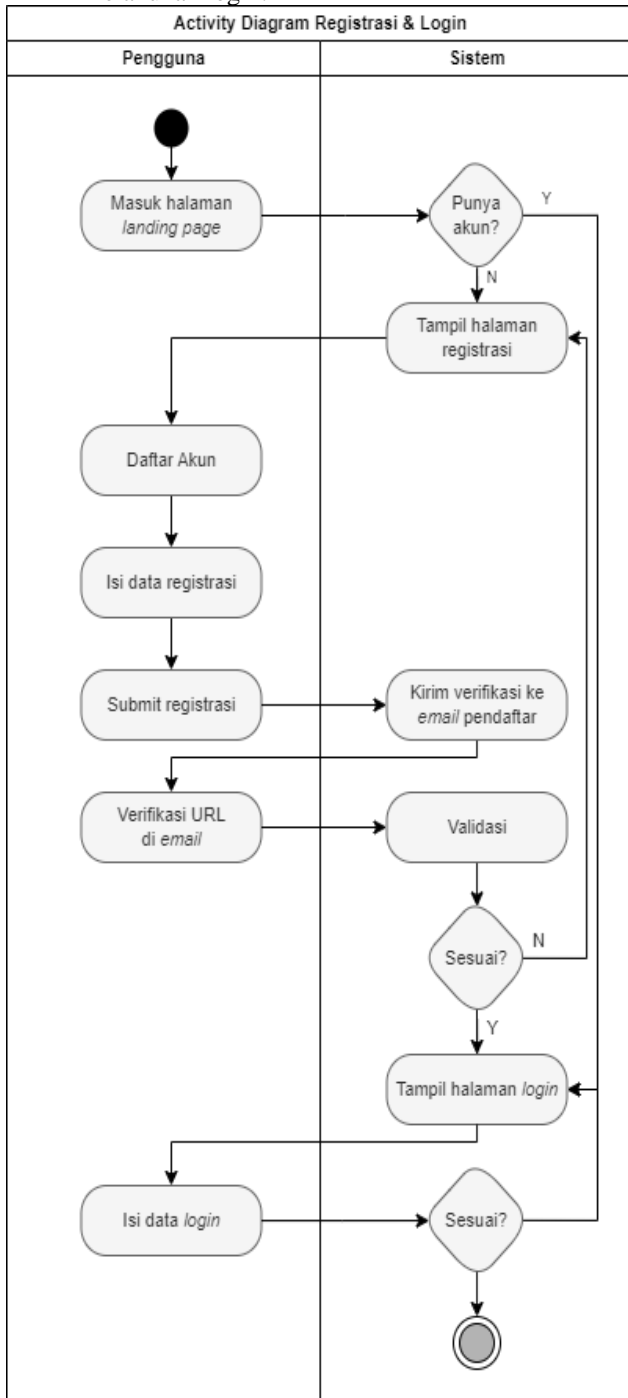 Activity Diagram Registrasi & Login
Pengguna
Sistem
Masuk halaman
landing page
Punya
akun?
Y
N
Tampil halaman
registrasi
Daftar Akun
Isi data registrasi
Submit registrasi
Kirim verifikasi ke
email pendaftar
Verifikasi URL
di email
Validasi
Sesuai?
N
Y
Tampil halaman login
Isi data login
Sesuai?